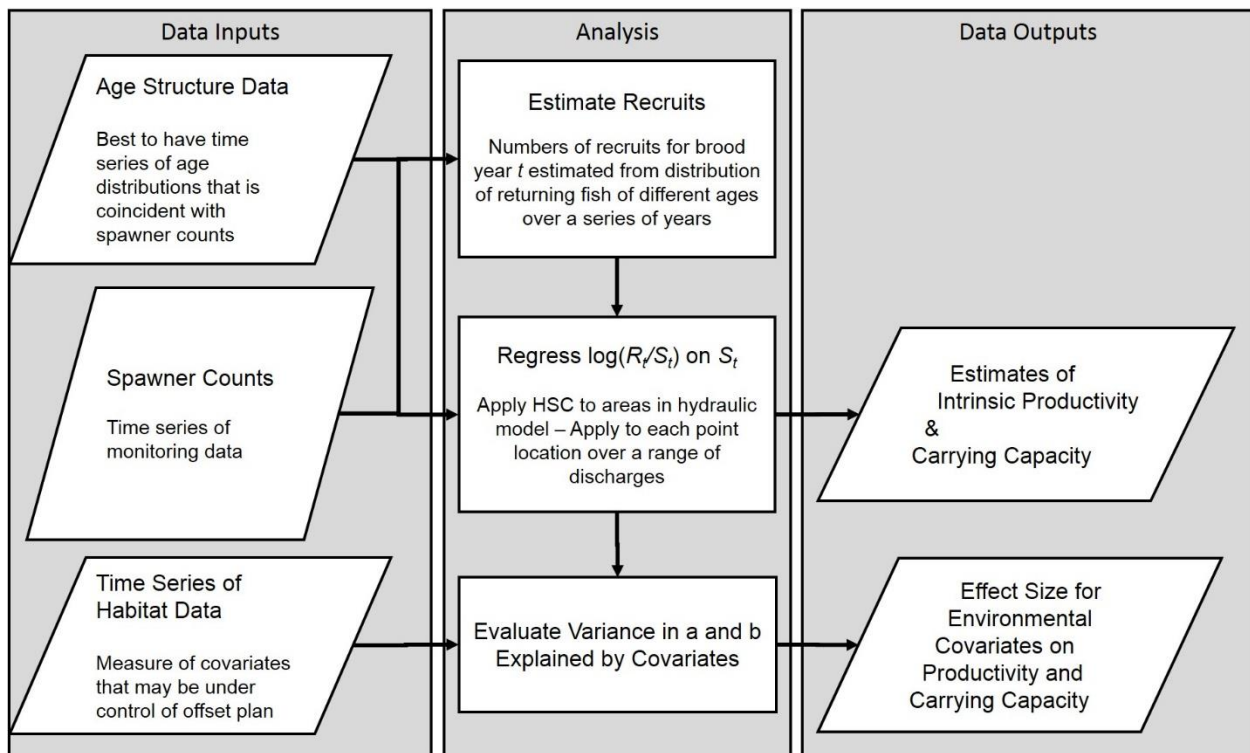 Data Inputs
Age Structure Data
Best to have time
series of age
distributions that is
coincident with
spawner counts
Spawner Counts
Time series of
monitoring data
Time Series of
Habitat Data
Measure of covariates
that may be under
control of offset plan
Analysis
Estimate Recruits
Numbers of recruits for brood
year t estimated from distribution
of returning fish of different ages
over a series of years
Regress log(Rt/St) on St
Apply HSC to areas in hydraulic
model – Apply to each point
location over a range of
discharges
Evaluate Variance in a and b
Explained by Covariates
Data Outputs
Estimates of
Intrinsic Productivity
&
Carrying Capacity
Effect Size for
Environmental
Covariates on
Productivity and
Carrying Capacity